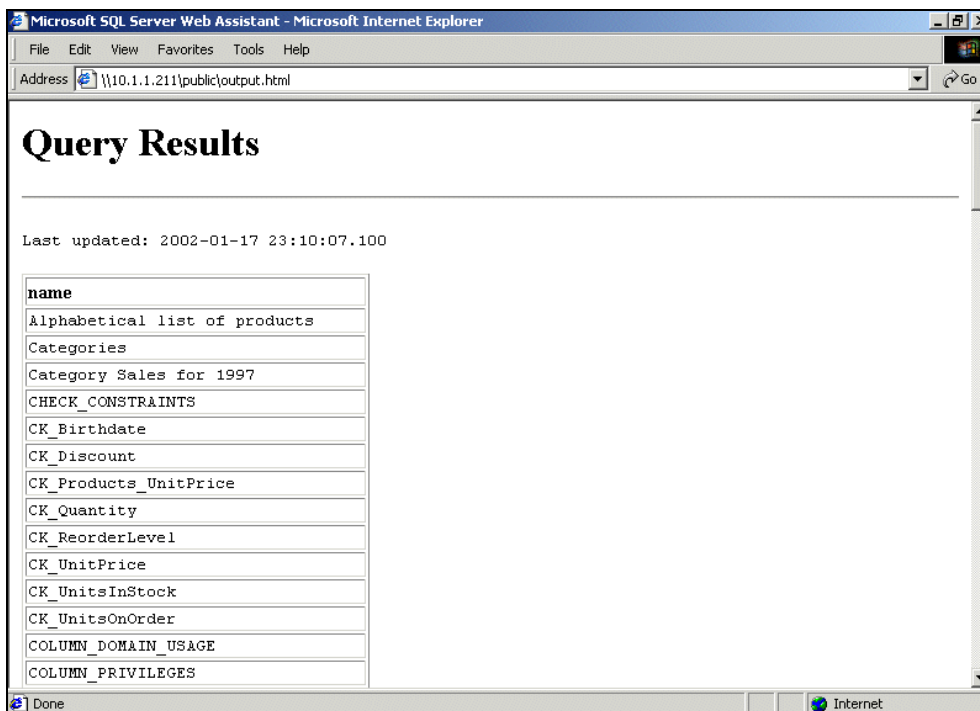 Microsoft SQL Server Web Assistant - Microsoft Internet Explorer
File Edit View Favorites Tools Help
Address \\10.1.1.211\public\output.html Go
Query Results
Last updated: 2002-01-17 23:10:07.100
name
Alphabetical list of products
Categories
Category Sales for 1997
CHECK_CONSTRAINTS
CK_Birthdate
CK_Discount
CK_Products_UnitPrice
CK_Quantity
CK_ReorderLevel
CK_UnitPrice
CK_UnitsInStock
CK_UnitsOnOrder
COLUMN_DOMAIN_USAGE
COLUMN_PRIVILEGES
Done Internet